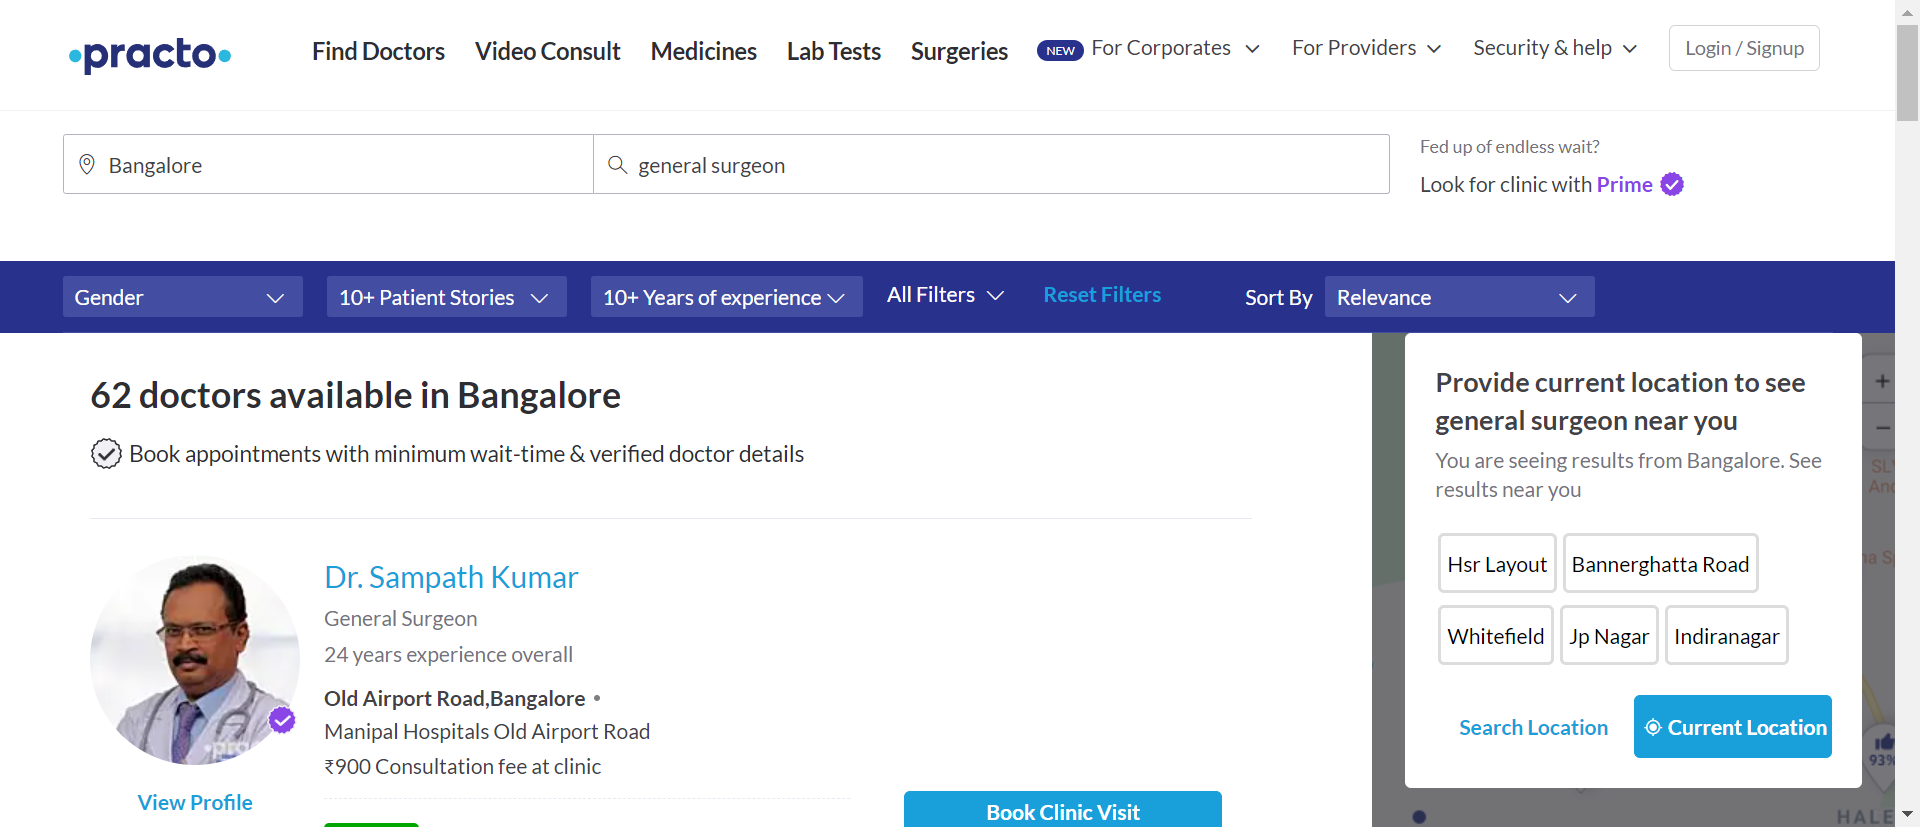 practo
Find Doctors
Video Consult
Medicines
Lab Tests
Surgeries
NEW
For Corporates
For Providers
Security & help
Login / Signup
Bangalore
general surgeon
Fed up of endless wait?
Look for clinic with Prime
Gender
10+ Patient Stories
10+ Years of experience
All Filters
Reset Filters
Sort By
Relevance
62 doctors available in Bangalore
Book appointments with minimum wait-time & verified doctor details
Dr. Sampath Kumar
General Surgeon
24 years experience overall
Old Airport Road,Bangalore •
Manipal Hospitals Old Airport Road
₹900 Consultation fee at clinic
View Profile
Book Clinic Visit
Provide current location to see
general surgeon near you
You are seeing results from Bangalore. See
results near you
Hsr Layout
Bannerghatta Road
Whitefield
Jp Nagar
Indiranagar
Search Location
Current Location
+
−
93%